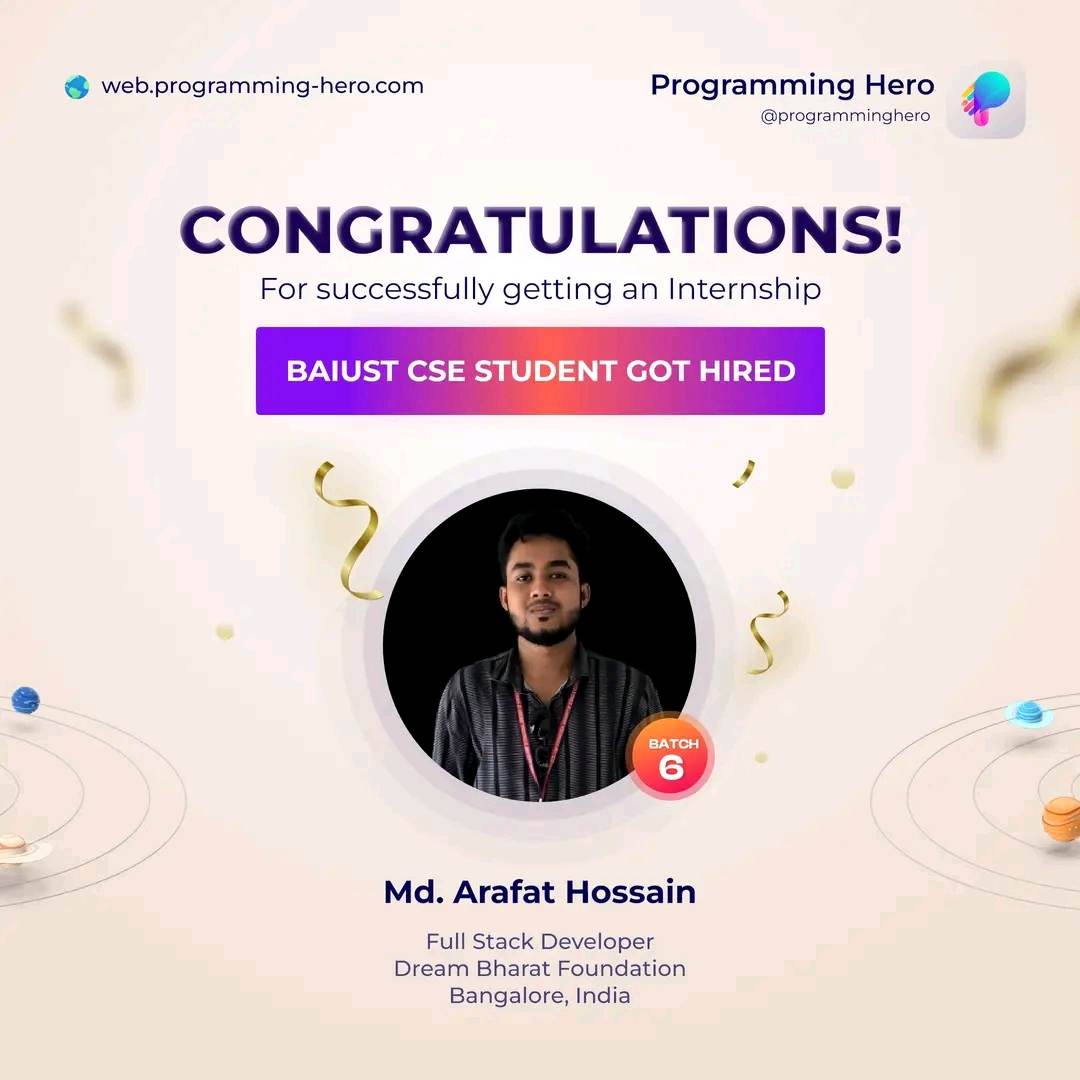 web.programming-hero.com
Programming Hero
@programminghero
CONGRATULATIONS!
For successfully getting an Internship
BAIUST CSE STUDENT GOT HIRED
BATCH
6
Md. Arafat Hossain
Full Stack Developer
Dream Bharat Foundation
Bangalore, India